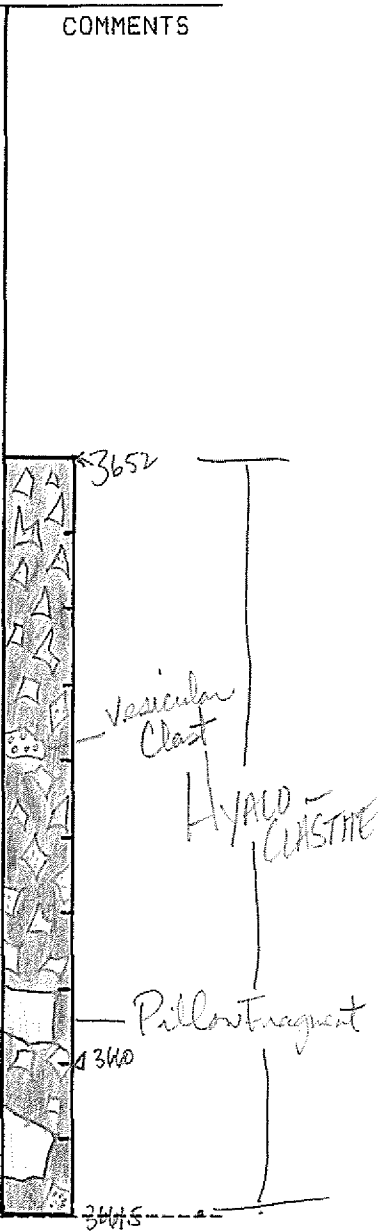 COMMENTS
3652
Vesicular
Clast
HYALO-
CLASTITE
Pillow Fragment
3660